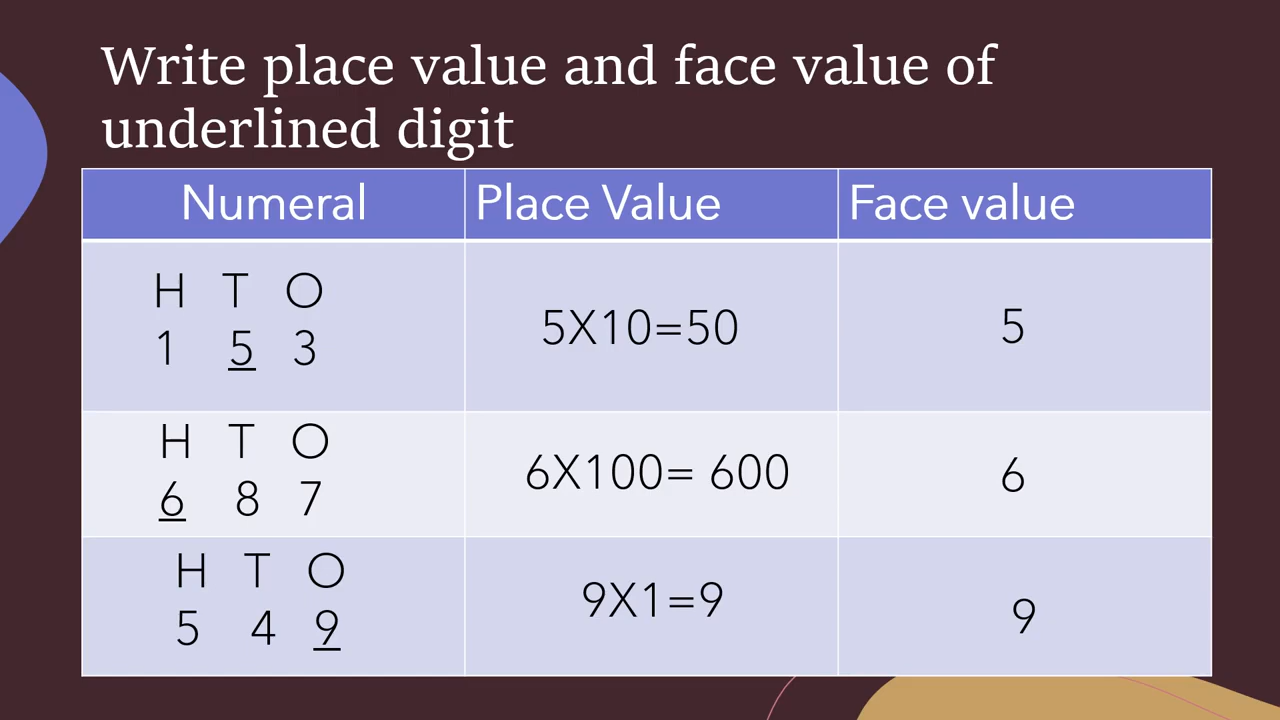 Write place value and face value of
underlined digit
Numeral Place Value Face value
H T O
1 5 3
5X10=50
5
H T O
6 8 7
6X100= 600
6
H T O
5 4 9
9X1=9
9